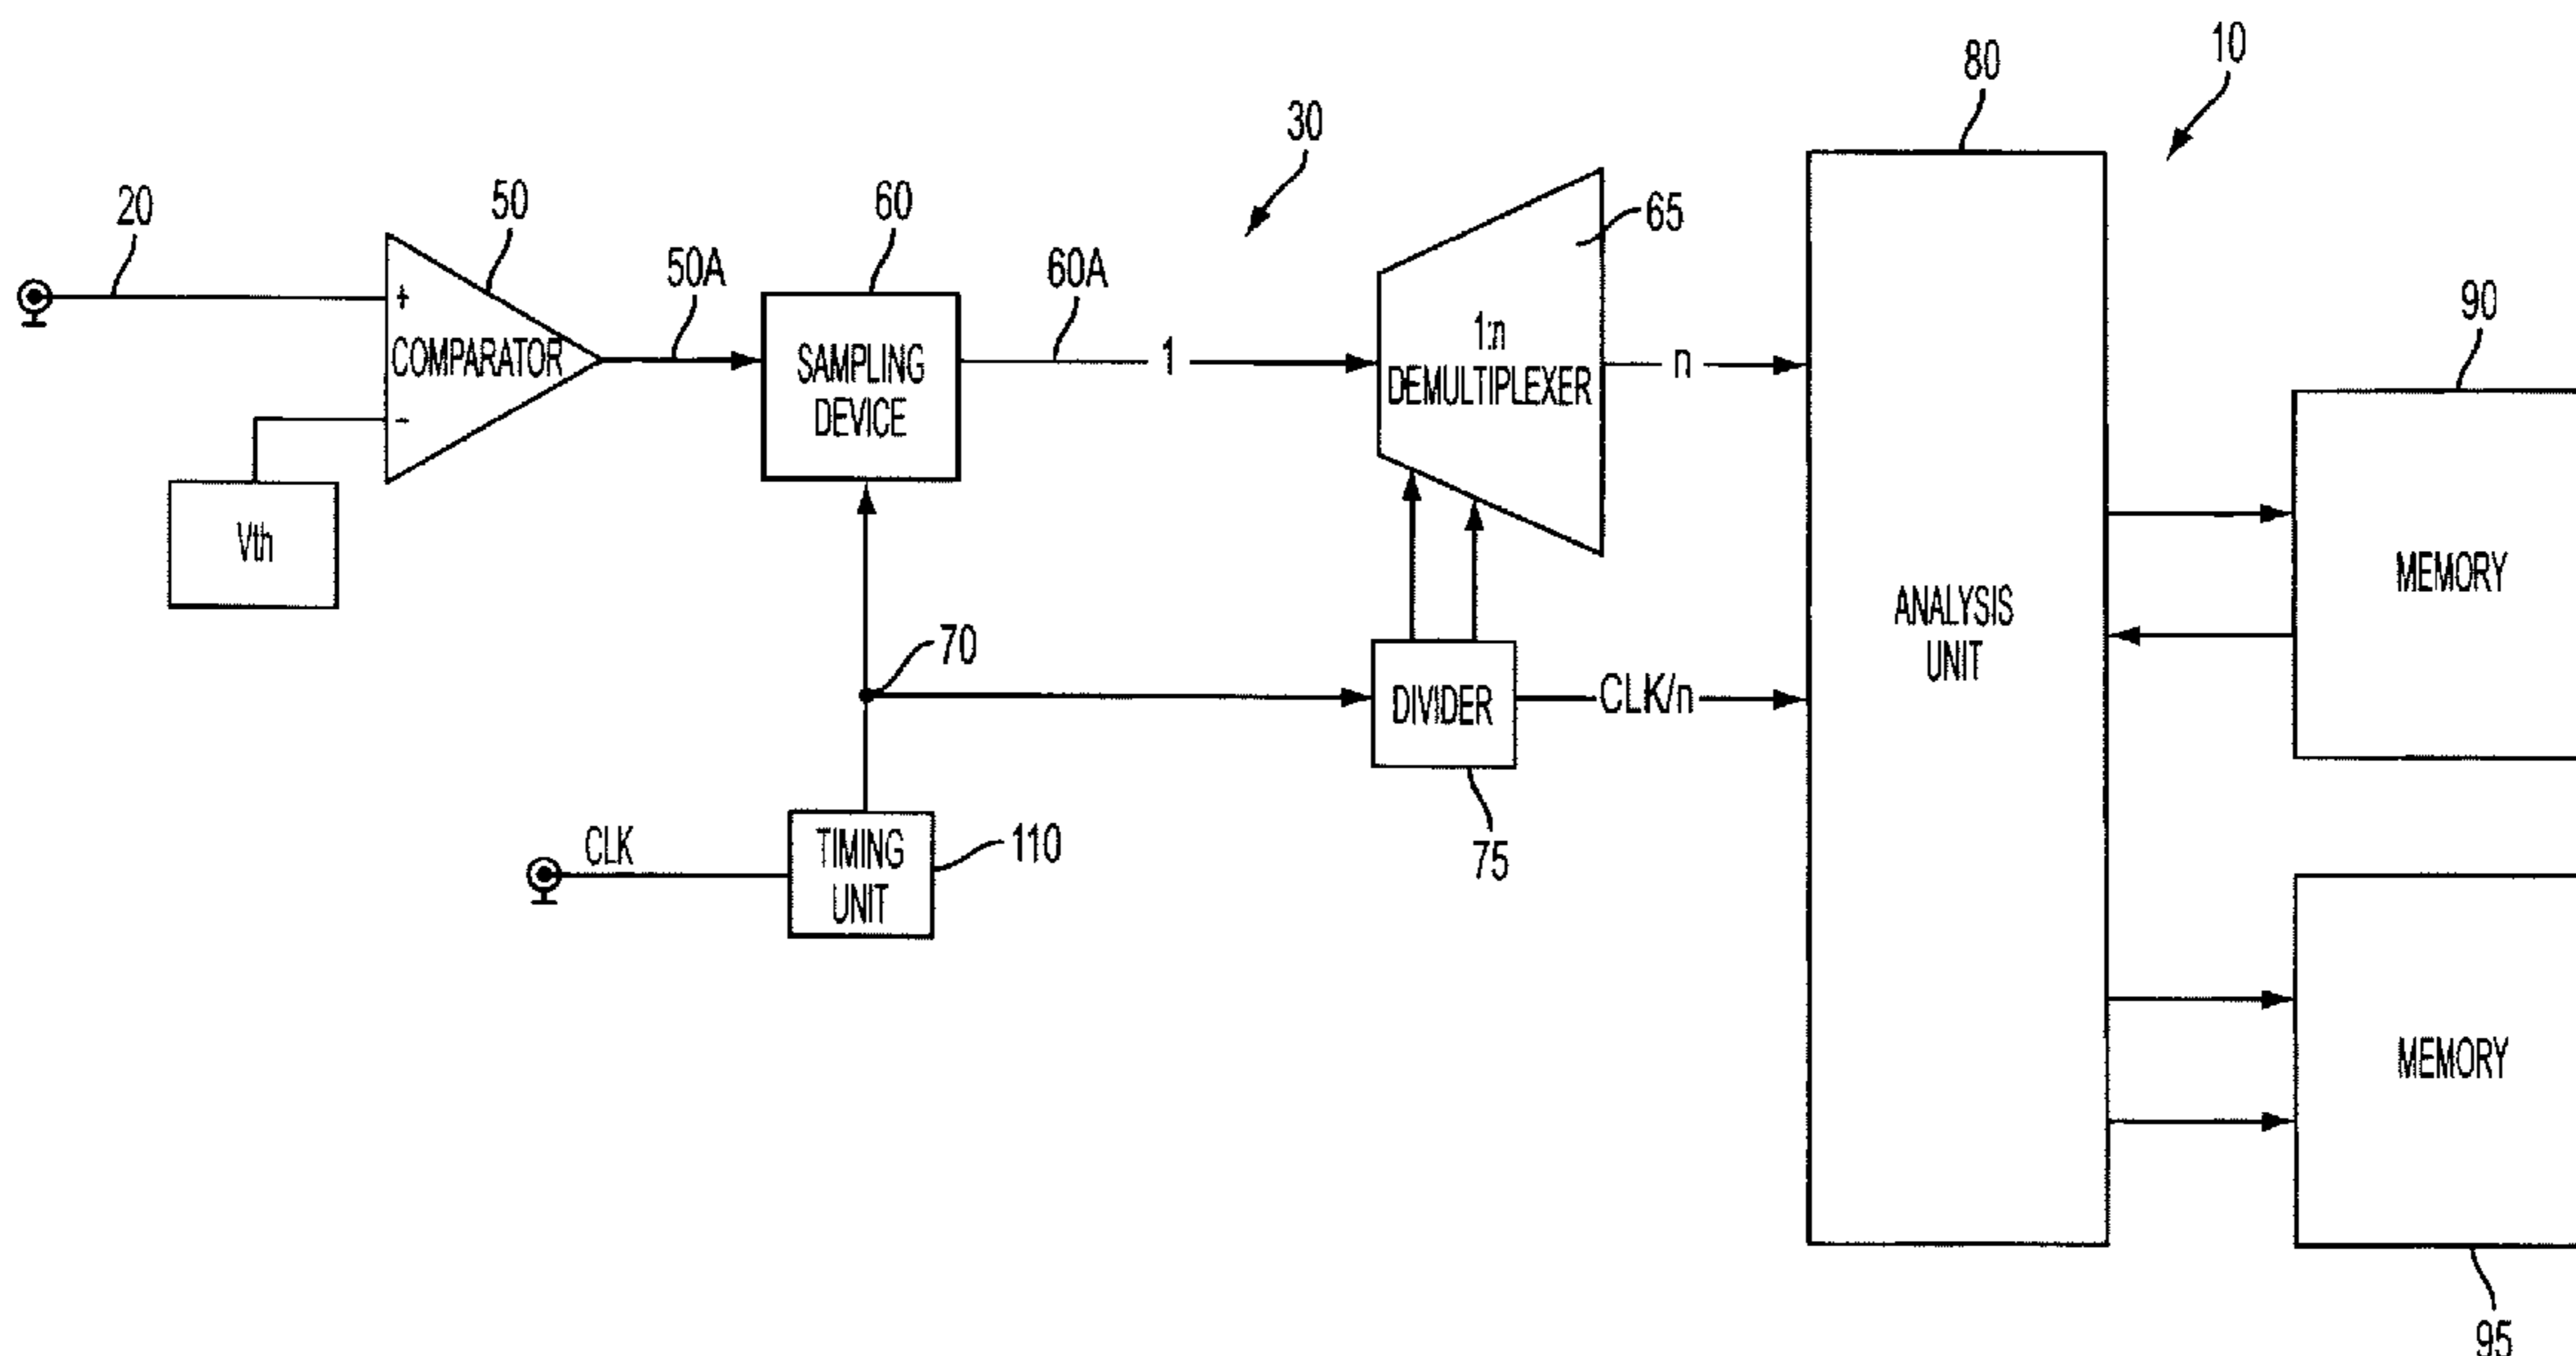 10
80
30
20
50
60
65
50A
60A
90
+
COMPARATOR
-
SAMPLING
DEVICE
1
1:n
DEMULTIPLEXER
n
Vth
MEMORY
ANALYSIS
UNIT
70
DIVIDER
CLK/n
75
CLK
TIMING
UNIT
110
MEMORY
95